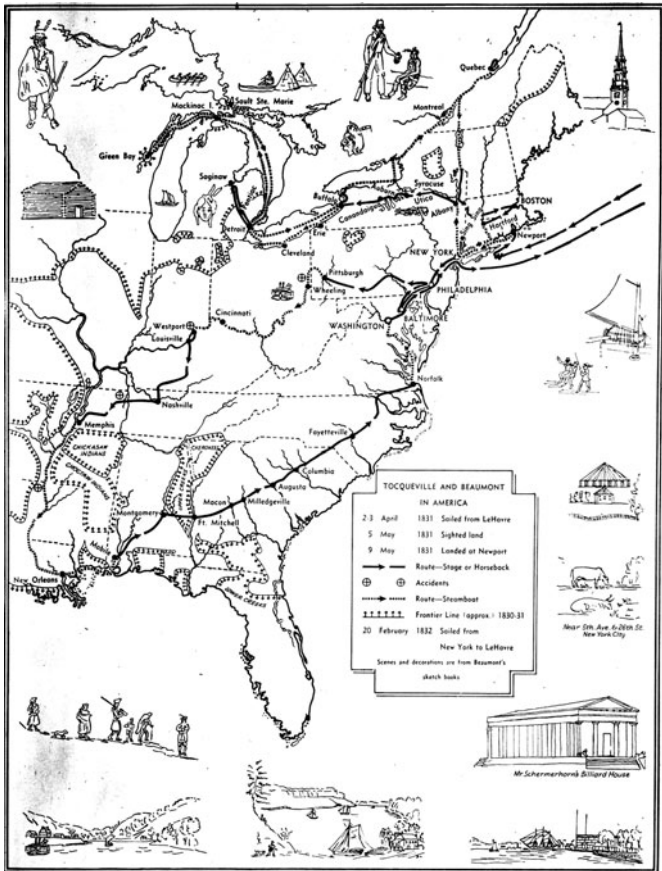 Quebec
Sault Ste. Marie
Mackinac I.
Montreal
Green Bay
Saginaw
Syracuse
Utica
Buffalo
Canandaigua
Albany
BOSTON
Hartford
Newport
Detroit
Cleveland
NEW YORK
Pittsburgh
Wheeling
PHILADELPHIA
Cincinnati
BALTIMORE
WASHINGTON
Westport
Louisville
Norfolk
Nashville
Memphis
Fayetteville
CHICKASAW
INDIANS
CHEROKEE
Columbia
Augusta
Macon
Milledgeville
Montgomery
Ft. Mitchell
Mobile
New Orleans
TOCQUEVILLE AND BEAUMONT
IN AMERICA
2-3 April 1831 Sailed from LeHavre
5 May 1831 Sighted land
9 May 1831 Landed at Newport
Route—Stage or Horseback
Accidents
Route—Steamboat
Frontier Line (approx.) 1830-31
20 February 1832 Sailed from
New York to LeHavre
Scenes and decorations are from Beaumont's
sketch books
Near 5th. Ave. & 26th St.
New York City
Mr Schermerhorn's Billiard House